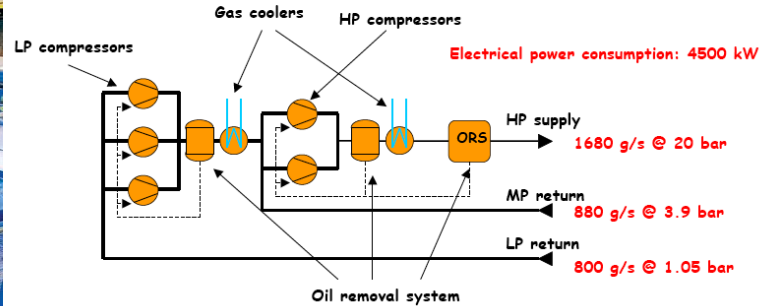 Gas coolers
HP compressors
LP compressors
Electrical power consumption: 4500 kW
ORS
HP supply
1680 g/s @ 20 bar
MP return
880 g/s @ 3.9 bar
LP return
800 g/s @ 1.05 bar
Oil removal system